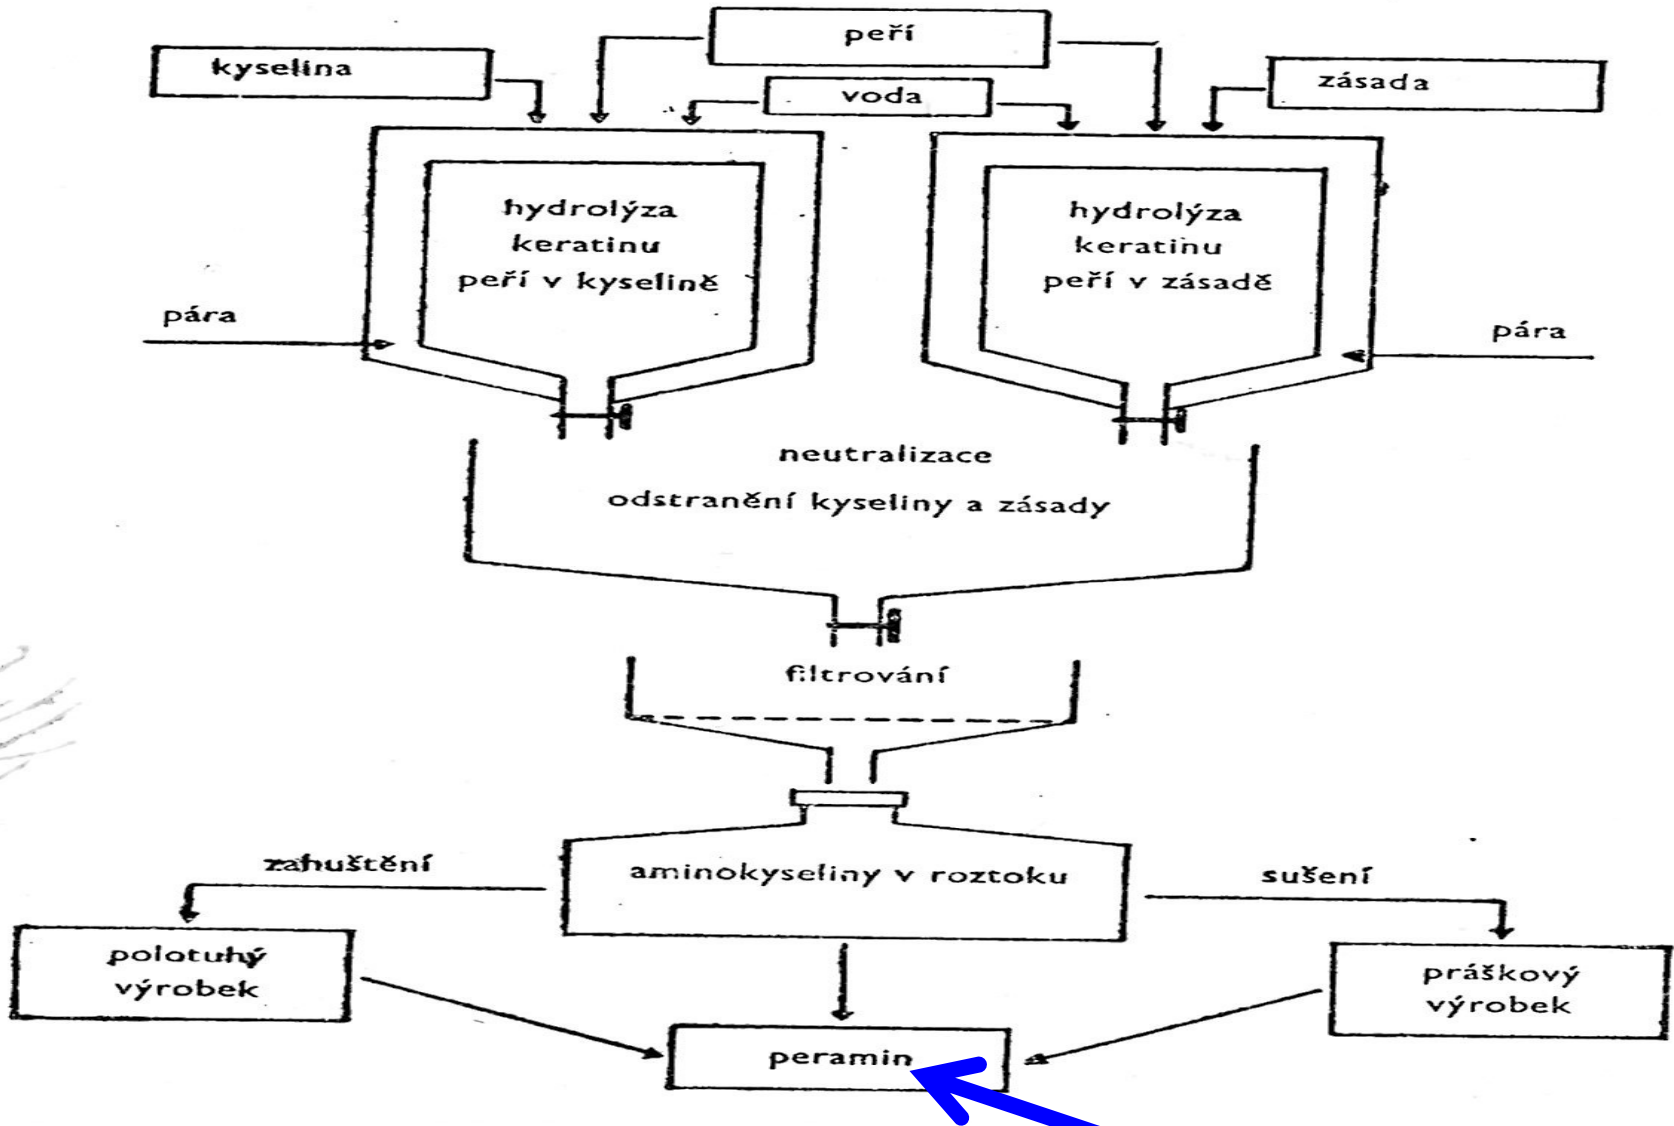 peří
kyselina
voda
zásada
hydrolýza
keratinu
peří v kyselině
hydrolýza
keratinu
peří v zásadě
pára
pára
neutralizace
odstranění kyseliny a zásady
filtrování
zahuštění
aminokyseliny v roztoku
sušení
polotuhý
výrobek
práškový
výrobek
peramin